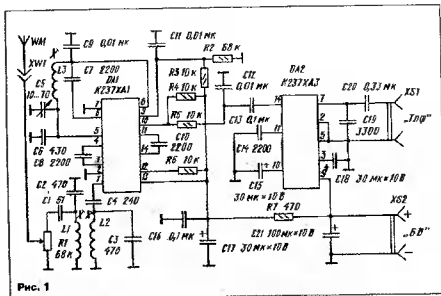 WA1
XW1
C9 0,01 мк
C11 0,01 мк
R2 68 к
L3
C7 2200
DA1
К237ХА1
R3 10 к
R4 10 к
C5
10...70
C12
0,01 мк
DA2
К237ХА3
C20 0,33 мк
XS1
R5 10 к
C13 0,1 мк
„Тлф"
C19
3300
C6 430
C8 2200
C10
2200
C14 2200
R6 10 к
C15
30 мк × 10 В
C18 30 мк × 10 В
C2 470
C1 51
C4 240
R7 470
XS2
L1
L2
C3
470
C16
0,1 мк
C17
30 мк × 10 В
C21 100 мк × 10 В
R1
68 к
Рис. 1